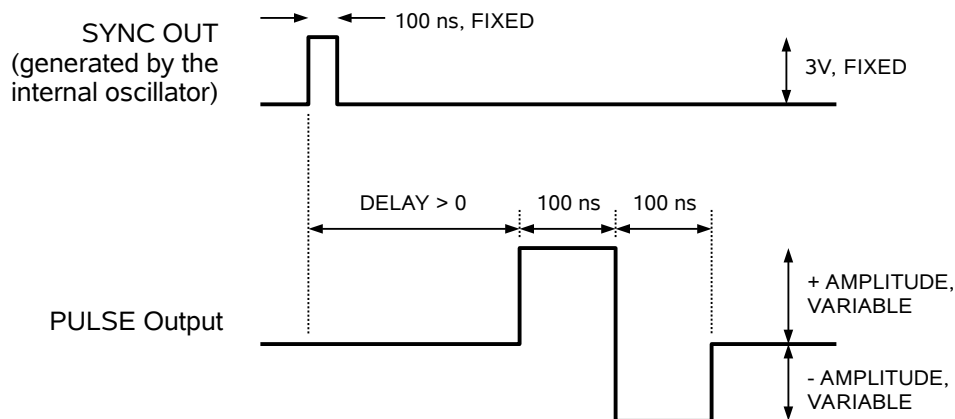 100 ns, FIXED
SYNC OUT
(generated by the
internal oscillator)
3V, FIXED
DELAY > 0
100 ns
100 ns
+ AMPLITUDE,
VARIABLE
PULSE Output
- AMPLITUDE,
VARIABLE